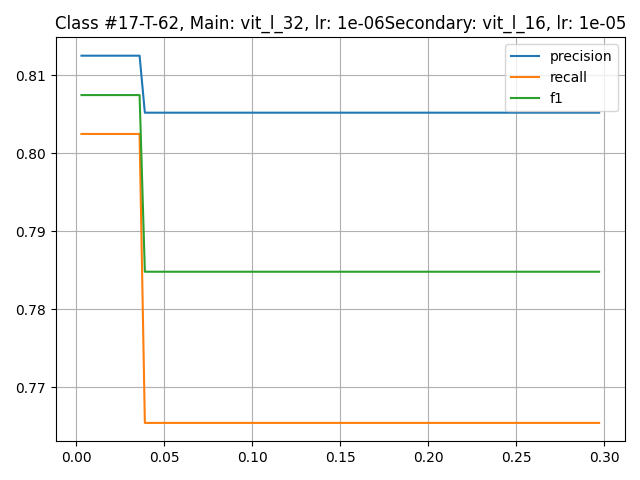 Class #17-T-62, Main: vit_l_32, lr: 1e-06Secondary: vit_l_16, lr: 1e-05
precision
recall
f1
0.81
0.80
0.79
0.78
0.77
0.00 0.05 0.10 0.15 0.20 0.25 0.30